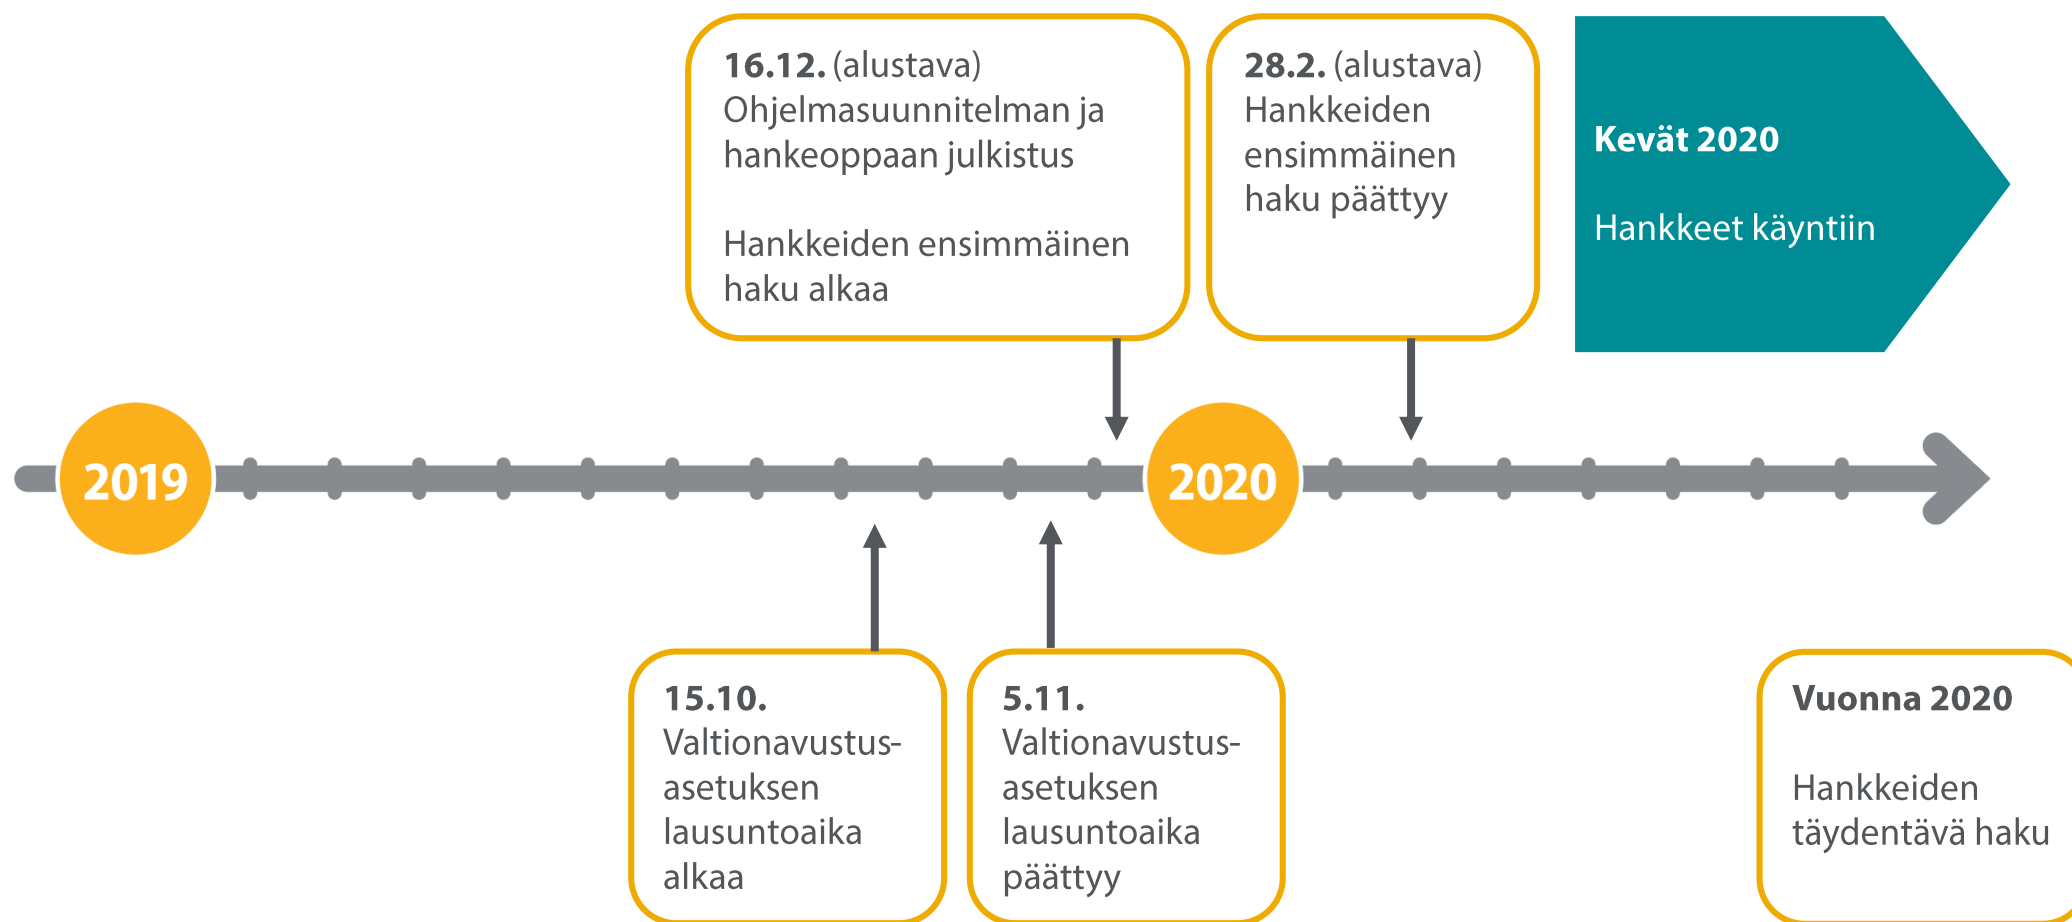 16.12. (alustava)
Ohjelmasuunnitelman ja
hankeoppaan julkistus
Hankkeiden ensimmäinen
haku alkaa
28.2. (alustava)
Hankkeiden
ensimmäinen
haku päättyy
Kevät 2020
Hankkeet käyntiin
2019
2020
15.10.
Valtionavustus-
asetuksen
lausuntoaika
alkaa
5.11.
Valtionavustus-
asetuksen
lausuntoaika
päättyy
Vuonna 2020
Hankkeiden
täydentävä haku